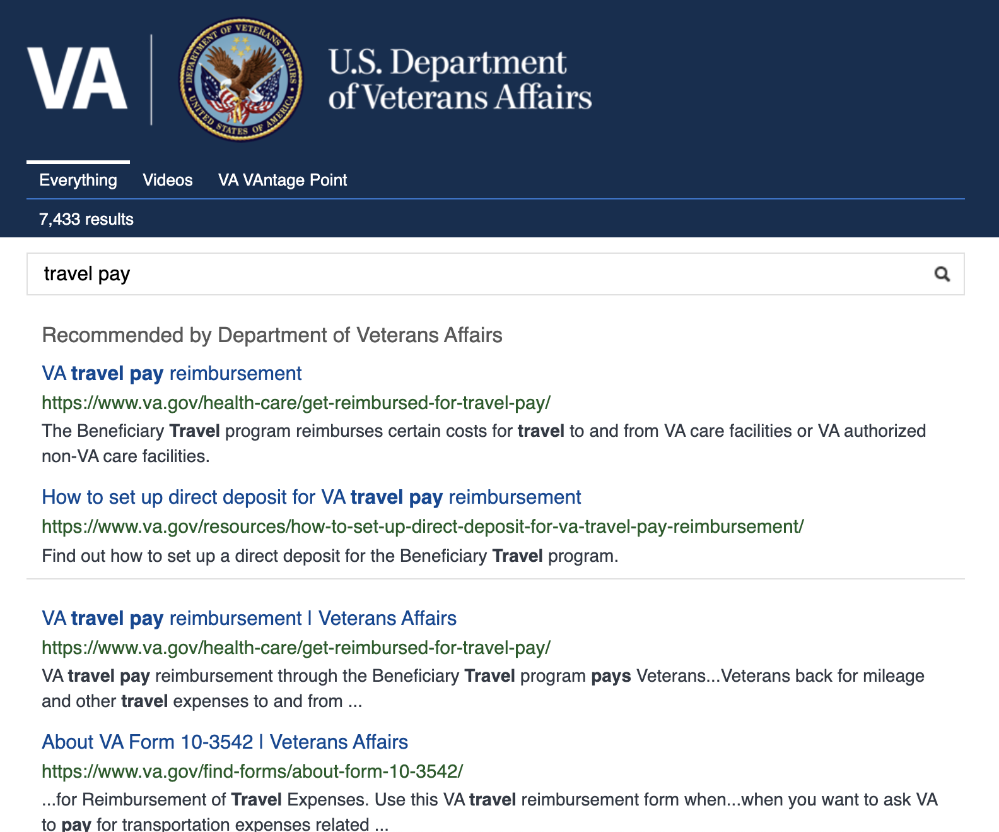 VA
DEPARTMENT OF VETERANS AFFAIRS
UNITED STATES OF AMERICA
U.S. Department
of Veterans Affairs
Everything Videos VA VAntage Point
7,433 results
travel pay
Recommended by Department of Veterans Affairs
VA travel pay reimbursement
https://www.va.gov/health-care/get-reimbursed-for-travel-pay/
The Beneficiary Travel program reimburses certain costs for travel to and from VA care facilities or VA authorized
non-VA care facilities.
How to set up direct deposit for VA travel pay reimbursement
https://www.va.gov/resources/how-to-set-up-direct-deposit-for-va-travel-pay-reimbursement/
Find out how to set up a direct deposit for the Beneficiary Travel program.
VA travel pay reimbursement | Veterans Affairs
https://www.va.gov/health-care/get-reimbursed-for-travel-pay/
VA travel pay reimbursement through the Beneficiary Travel program pays Veterans...Veterans back for mileage
and other travel expenses to and from ...
About VA Form 10-3542 | Veterans Affairs
https://www.va.gov/find-forms/about-form-10-3542/
...for Reimbursement of Travel Expenses. Use this VA travel reimbursement form when...when you want to ask VA
to pay for transportation expenses related ...